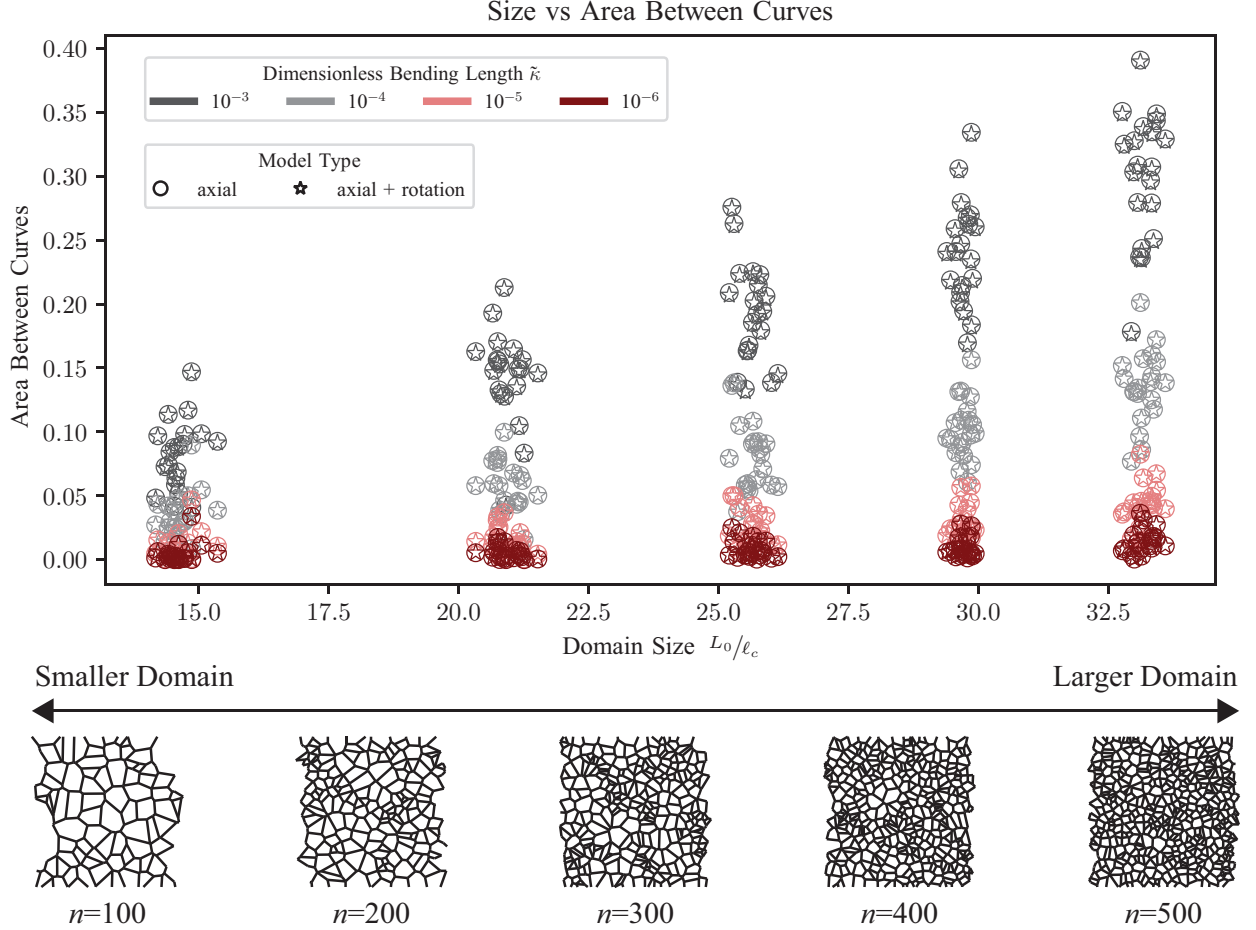 Size vs Area Between Curves
Area Between Curves
0.40
0.35
0.30
0.25
0.20
0.15
0.10
0.05
0.00
Dimensionless Bending Length κ̃
10⁻³ 10⁻⁴ 10⁻⁵ 10⁻⁶
Model Type
axial axial + rotation
15.0 17.5 20.0 22.5 25.0 27.5 30.0 32.5
Domain Size L₀/ℓ_c
Smaller Domain Larger Domain
n=100 n=200 n=300 n=400 n=500